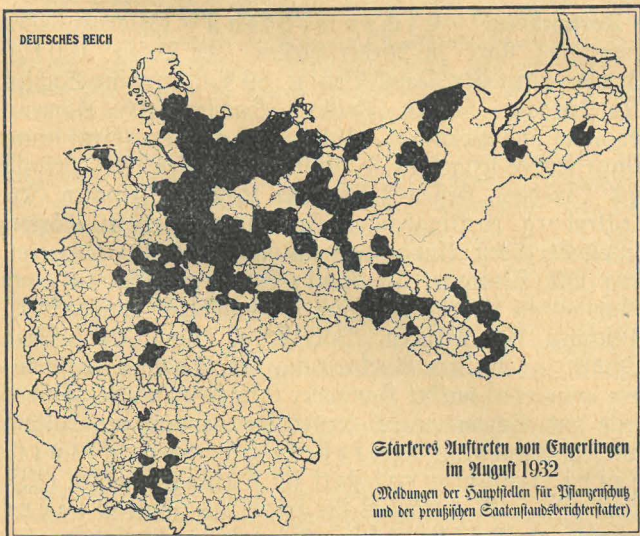 DEUTSCHES REICH
Stärkeres Auftreten von Engerlingen
im August 1932
(Meldungen der Hauptstellen für Pflanzenschutz
und der preußischen Saatenstandsberichterstatter)